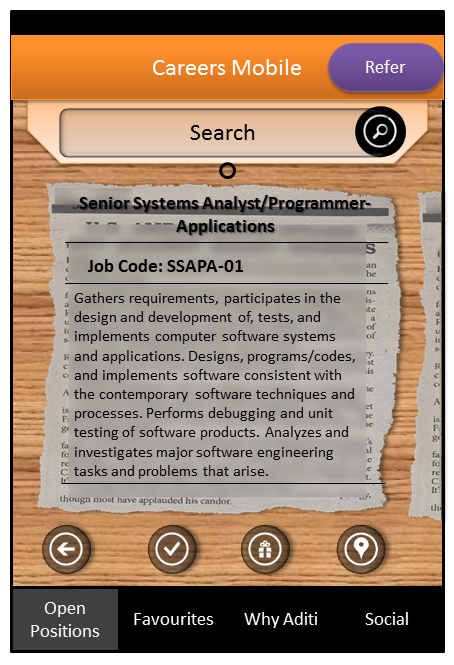 Careers Mobile
Refer
Search
Senior Systems Analyst/Programmer-
Applications
Job Code: SSAPA-01
Gathers requirements, participates in the
design and development of, tests, and
implements computer software systems
and applications. Designs, programs/codes,
and implements software consistent with
the contemporary software techniques and
processes. Performs debugging and unit
testing of software products. Analyzes and
investigates major software engineering
tasks and problems that arise.
though most have applauded his candor.
Open
Positions
Favourites
Why Aditi
Social